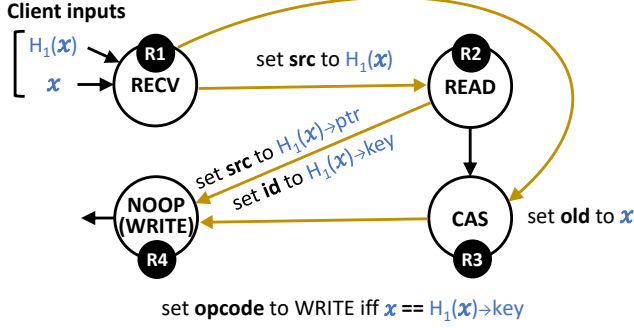 Client inputs
H₁(x)
x
R1
RECV
set src to H₁(x)
R2
READ
set src to H₁(x)→ptr
set id to H₁(x)→key
NOOP
(WRITE)
R4
CAS
R3
set old to x
set opcode to WRITE iff x == H₁(x)→key